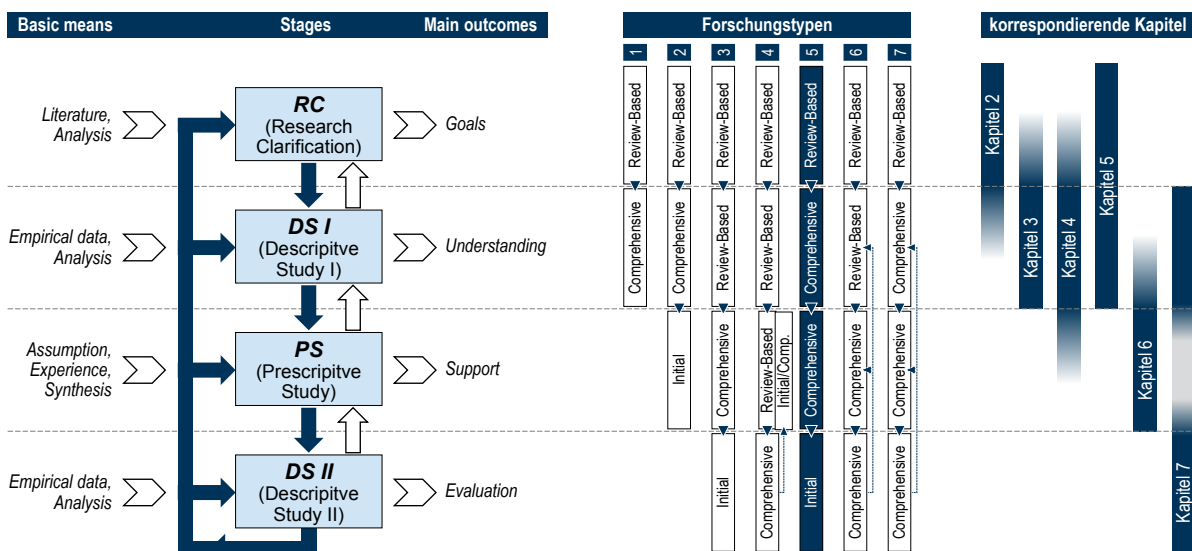 Basic means
Stages
Main outcomes
Forschungstypen
korrespondierende Kapitel
Literature,
Analysis
RC
(Research
Clarification)
Goals
Empirical data,
Analysis
DS I
(Descripitve
Study I)
Understanding
Assumption,
Experience,
Synthesis
PS
(Prescripitve
Study)
Support
Empirical data,
Analysis
DS II
(Descripitve
Study II)
Evaluation
1
2
3
4
5
6
7
Review-Based
Review-Based
Review-Based
Review-Based
Review-Based
Review-Based
Review-Based
Comprehensive
Comprehensive
Review-Based
Review-Based
Comprehensive
Review-Based
Comprehensive
Initial
Comprehensive
Review-Based
Initial/Comp.
Comprehensive
Comprehensive
Comprehensive
Initial
Comprehensive
Initial
Comprehensive
Comprehensive
Kapitel 2
Kapitel 3
Kapitel 4
Kapitel 5
Kapitel 6
Kapitel 7